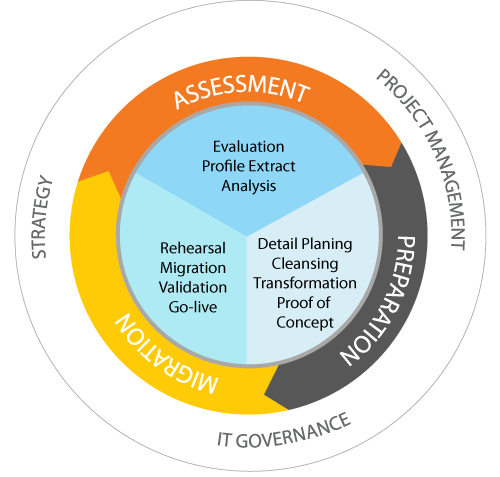 PROJECT MANAGEMENT
STRATEGY
IT GOVERNANCE
ASSESSMENT
PREPARATION
MIGRATION
Evaluation
Profile Extract
Analysis
Rehearsal
Migration
Validation
Go-live
Detail Planing
Cleansing
Transformation
Proof of
Concept